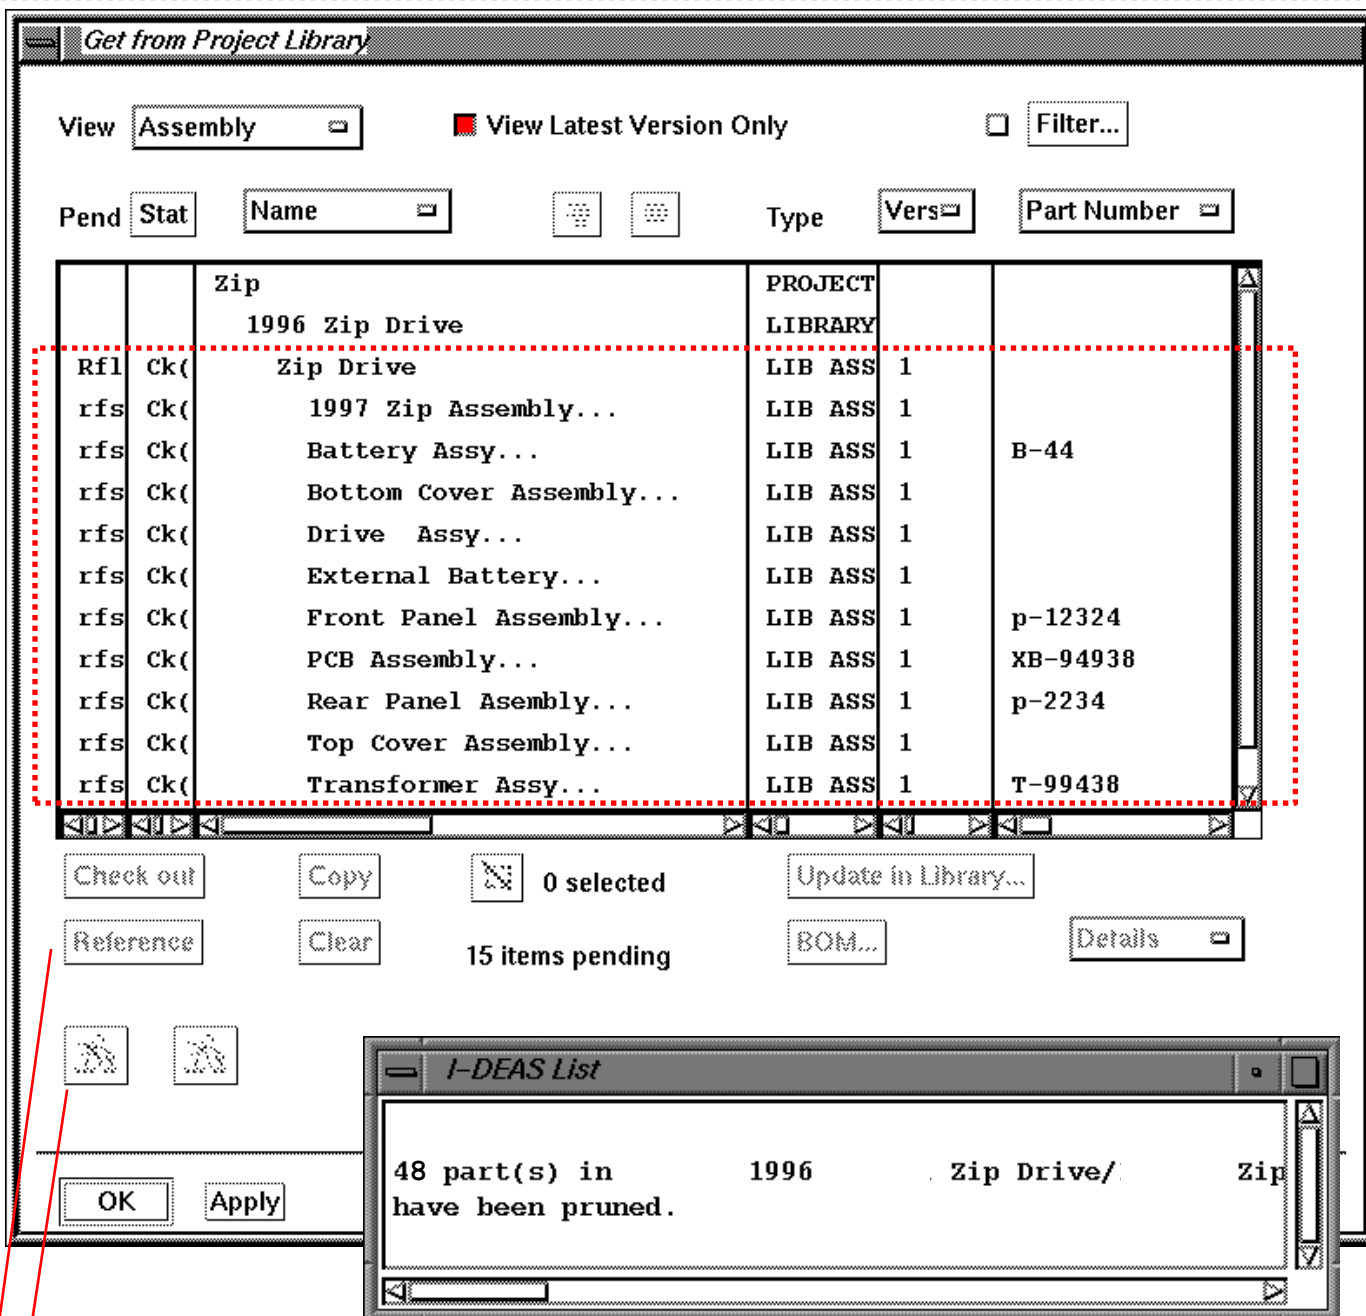 Get from Project Library
View Assembly View Latest Version Only Filter...
Pend Stat Name Type Vers Part Number
Zip PROJECT
1996 Zip Drive LIBRARY
Rfl Ck( Zip Drive LIB ASS 1
rfs Ck( 1997 Zip Assembly... LIB ASS 1
rfs Ck( Battery Assy... LIB ASS 1 B-44
rfs Ck( Bottom Cover Assembly... LIB ASS 1
rfs Ck( Drive  Assy... LIB ASS 1
rfs Ck( External Battery... LIB ASS 1
rfs Ck( Front Panel Assembly... LIB ASS 1 p-12324
rfs Ck( PCB Assembly... LIB ASS 1 XB-94938
rfs Ck( Rear Panel Asembly... LIB ASS 1 p-2234
rfs Ck( Top Cover Assembly... LIB ASS 1
rfs Ck( Transformer Assy... LIB ASS 1 T-99438
Check out Copy 0 selected Update in Library...
Reference Clear 15 items pending BOM... Details
I-DEAS List
48 part(s) in 1996 Zip Drive/ Zip
have been pruned.
OK Apply